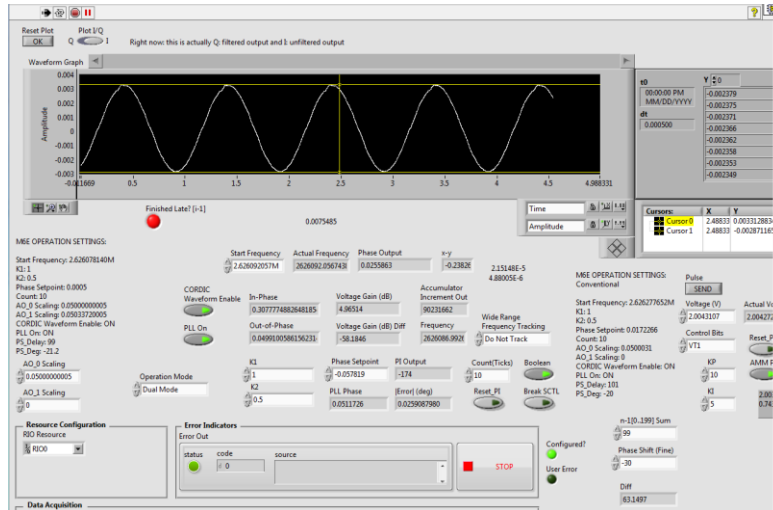 Reset Plot
Plot I/Q
OK
Q
I
Right now: this is actually Q: filtered output and I: unfiltered output
Waveform Graph
Amplitude
0.004
0.003
0.002
0.001
0
-0.001
-0.002
-0.003
0.5
1
1.5
2
2.5
3
3.5
4
4.5
4.988331
t0
00:00:00 PM
MM/DD/YYYY
dt
0.000500
Y
0
-0.002379
-0.002375
-0.002371
-0.002366
-0.002362
-0.002358
-0.002353
-0.002349
Time
Amplitude
Cursors:
X
Y
Cursor 0
2.48833
Cursor 1
2.48833
Finished Late? [i-1]
0.0075485
M6E OPERATION SETTINGS:
Start Frequency: 2.626078140M
K1: 1
K2: 0.5
Phase Setpoint: 0.0005
Count: 10
AO_0 Scaling: 0.05000000005
AO_1 Scaling: 0.05033720005
CORDIC Waveform Enable: ON
PLL On: ON
PS_Delay: 99
PS_Deg: -21.2
AO_0 Scaling
0.05000000005
AO_1 Scaling
0
Start Frequency
2.626092057M
Actual Frequency
Phase Output
0.0255863
x-y
2.15148E-5
4.88005E-6
CORDIC
Waveform Enable
PLL On
In-Phase
Out-of-Phase
Voltage Gain (dB)
4.96514
Voltage Gain (dB) Diff
-58.1846
Accumulator
Increment Out
90231662
Frequency
Wide Range
Frequency Tracking
Do Not Track
Operation Mode
Dual Mode
K1
1
K2
0.5
Phase Setpoint
-0.057819
PLL Phase
0.0511726
PI Output
-174
|Error| (deg)
0.0259087980
Count(Ticks)
10
Boolean
Reset_PI
Break SCTL
M6E OPERATION SETTINGS:
Conventional
Start Frequency: 2.626277652M
K1: 1
K2: 0.5
Phase Setpoint: 0.0172266
Count: 10
AO_0 Scaling: 0.0500031
AO_1 Scaling: 0
CORDIC Waveform Enable: ON
PLL On: ON
PS_Delay: 101
PS_Deg: -20
Pulse
SEND
Voltage (V)
2.0043107
Control Bits
VT1
KP
10
KI
5
Resource Configuration
RIO Resource
RIO0
Error Indicators
Error Out
status
code
0
source
STOP
Configured?
User Error
n-1[0..199] Sum
99
Phase Shift (Fine)
-30
Diff
63.1497
Data Acquisition